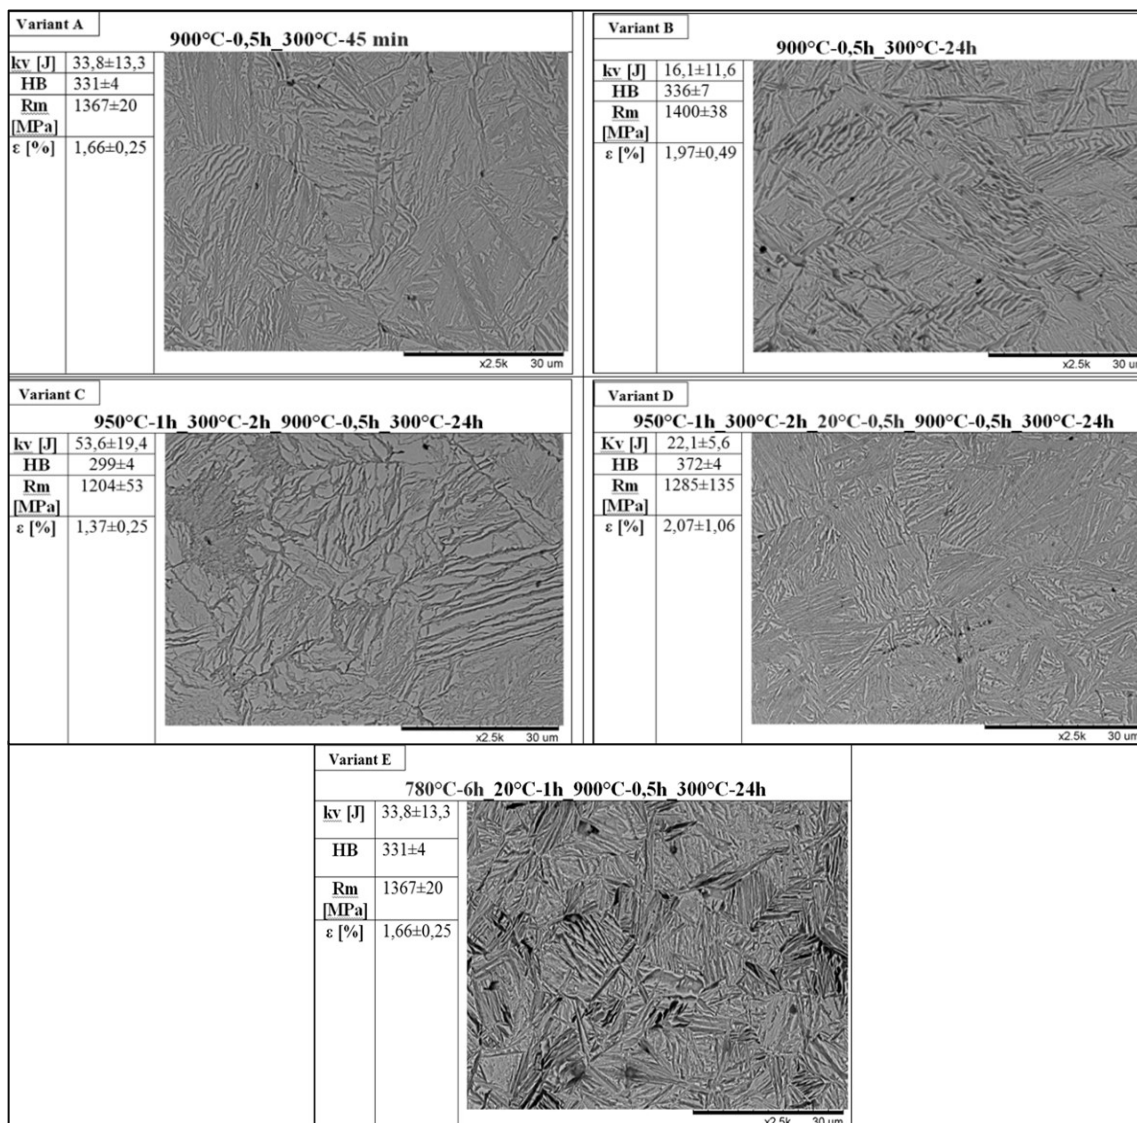 Variant A
900°C-0,5h_300°C-45 min
kv [J] 33,8±13,3
HB 331±4
Rm 1367±20
[MPa]
ε [%] 1,66±0,25
x2.5k 30 um
Variant B
900°C-0,5h_300°C-24h
kv [J] 16,1±11,6
HB 336±7
Rm 1400±38
[MPa]
ε [%] 1,97±0,49
x2.5k 30 um
Variant C
950°C-1h_300°C-2h_900°C-0,5h_300°C-24h
kv [J] 53,6±19,4
HB 299±4
Rm 1204±53
[MPa]
ε [%] 1,37±0,25
x2.5k 30 um
Variant D
950°C-1h_300°C-2h_20°C-0,5h_900°C-0,5h_300°C-24h
Kv [J] 22,1±5,6
HB 372±4
Rm 1285±135
[MPa]
ε [%] 2,07±1,06
x2.5k 30 um
Variant E
780°C-6h_20°C-1h_900°C-0,5h_300°C-24h
kv [J] 33,8±13,3
HB 331±4
Rm 1367±20
[MPa]
ε [%] 1,66±0,25
x2.5k 30 um